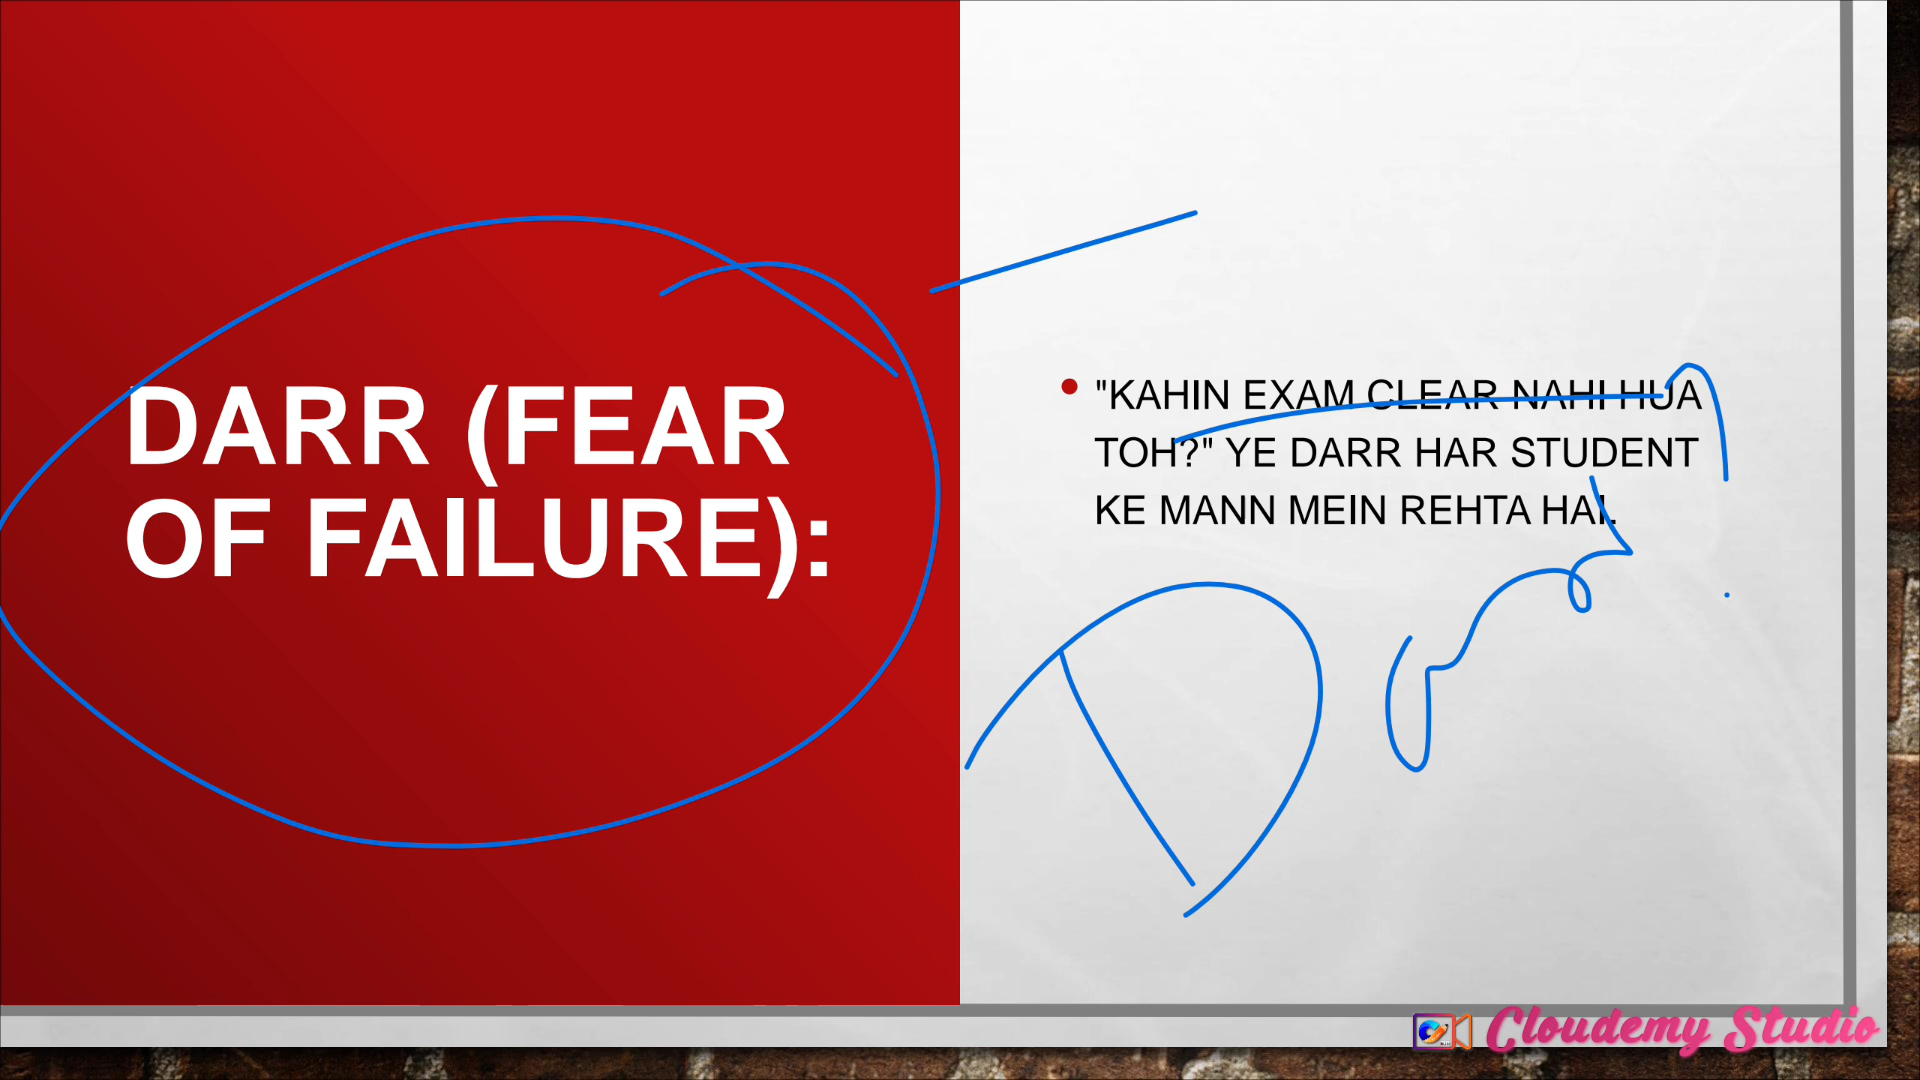 DARR (FEAR
OF FAILURE):
"KAHIN EXAM CLEAR NAHI HUA
TOH?" YE DARR HAR STUDENT
KE MANN MEIN REHTA HAI.
Darr
Cloudemy Studio